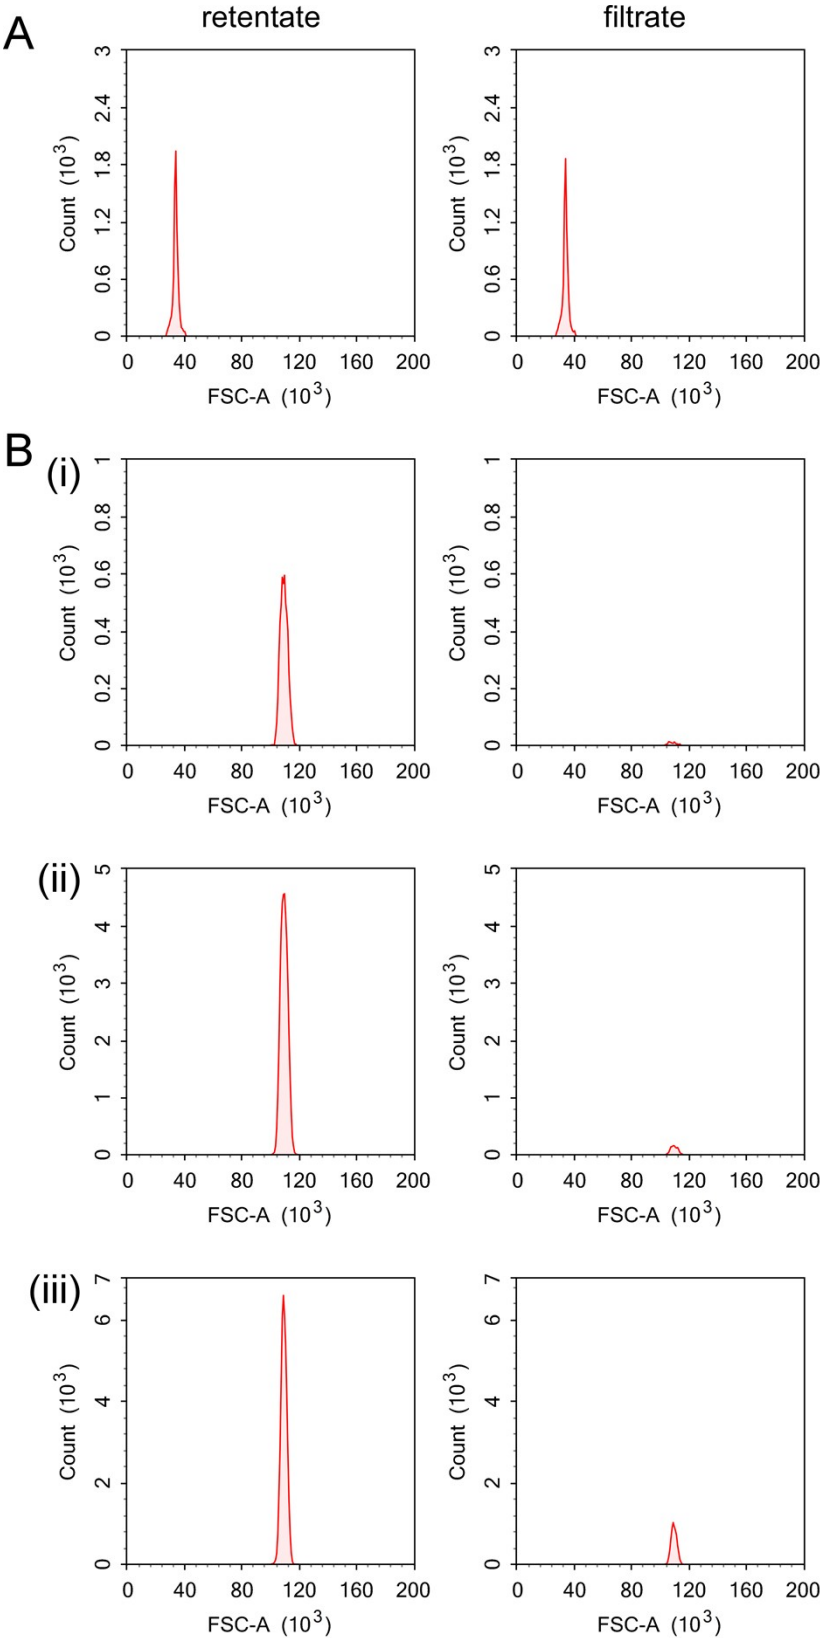 retentate filtrate
A
3 3
2.4 2.4
1.8 1.8
1.2 1.2
0.6 0.6
0 0
Count (10³) Count (10³)
0 40 80 120 160 200 0 40 80 120 160 200
FSC-A (10³) FSC-A (10³)
B
(i)
1 1
0.8 0.8
0.6 0.6
0.4 0.4
0.2 0.2
0 0
Count (10³) Count (10³)
0 40 80 120 160 200 0 40 80 120 160 200
FSC-A (10³) FSC-A (10³)
(ii)
5 5
4 4
3 3
2 2
1 1
0 0
Count (10³) Count (10³)
0 40 80 120 160 200 0 40 80 120 160 200
FSC-A (10³) FSC-A (10³)
(iii)
7 7
6 6
4 4
2 2
0 0
Count (10³) Count (10³)
0 40 80 120 160 200 0 40 80 120 160 200
FSC-A (10³) FSC-A (10³)